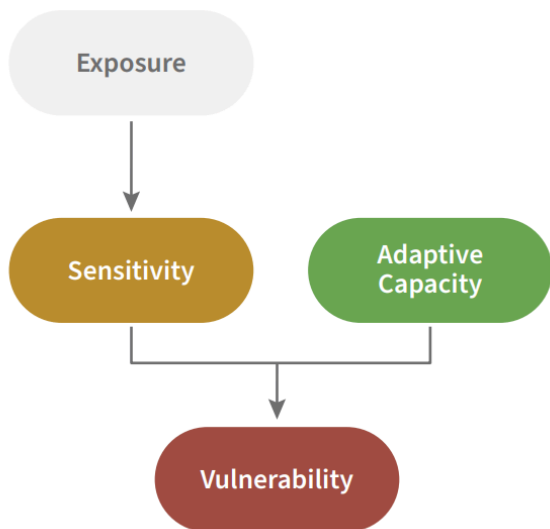 Exposure
Sensitivity
Adaptive
Capacity
Vulnerability